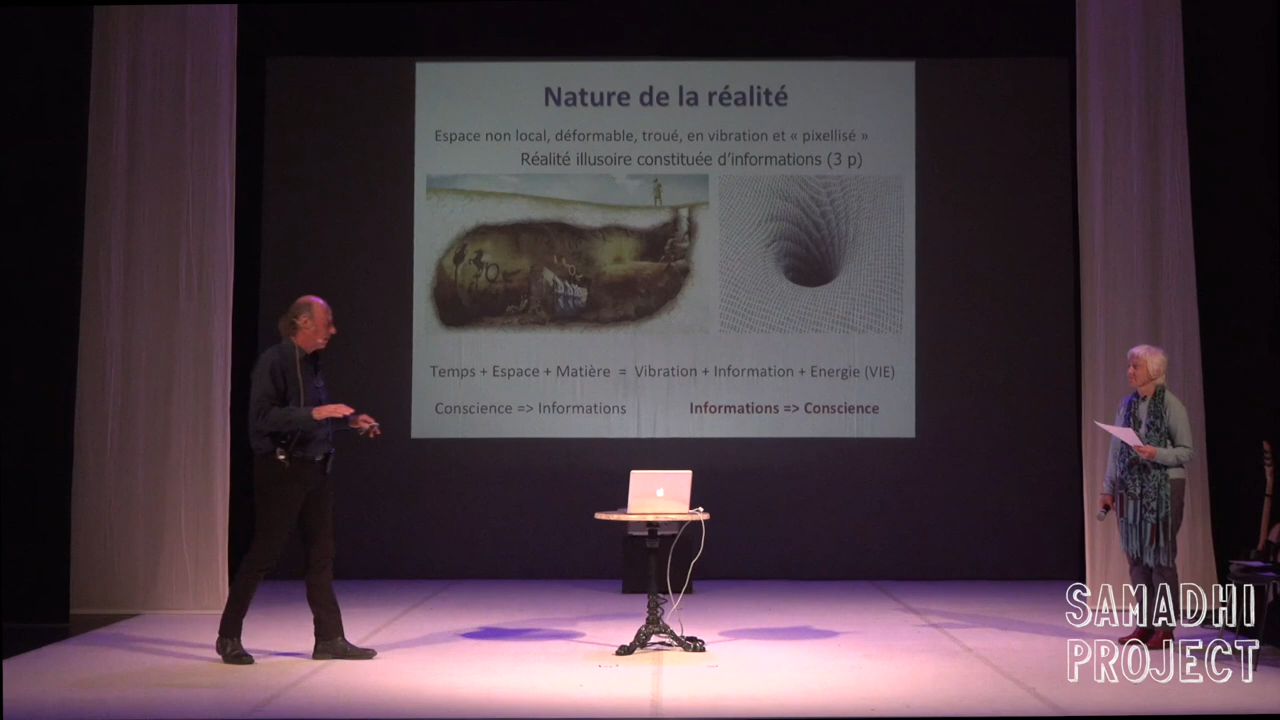 Nature de la réalité
Espace non local, déformable, troué, en vibration et « pixellisé »
Réalité illusoire constituée d'informations (3 p)
Temps + Espace + Matière = Vibration + Information + Energie (VIE)
Conscience => Informations Informations => Conscience
SAMADHI
PROJECT